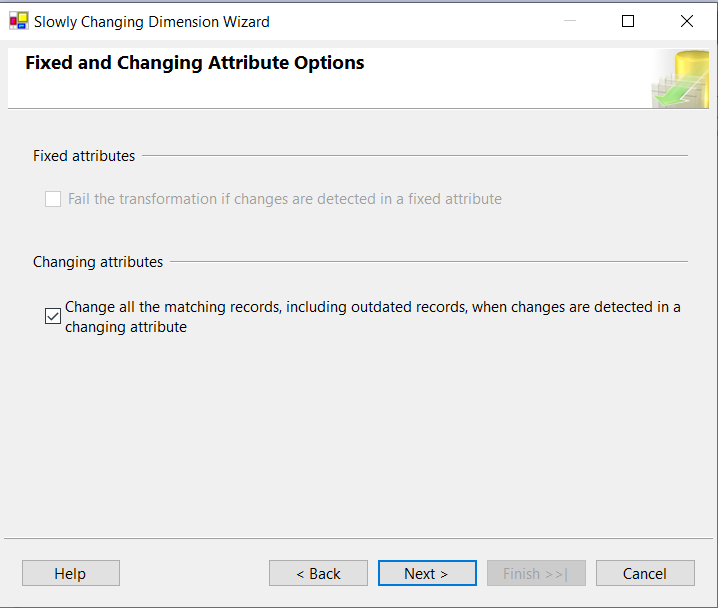 Slowly Changing Dimension Wizard
Fixed and Changing Attribute Options
Fixed attributes
Fail the transformation if changes are detected in a fixed attribute
Changing attributes
Change all the matching records, including outdated records, when changes are detected in a
changing attribute
Help
< Back
Next >
Finish >>|
Cancel